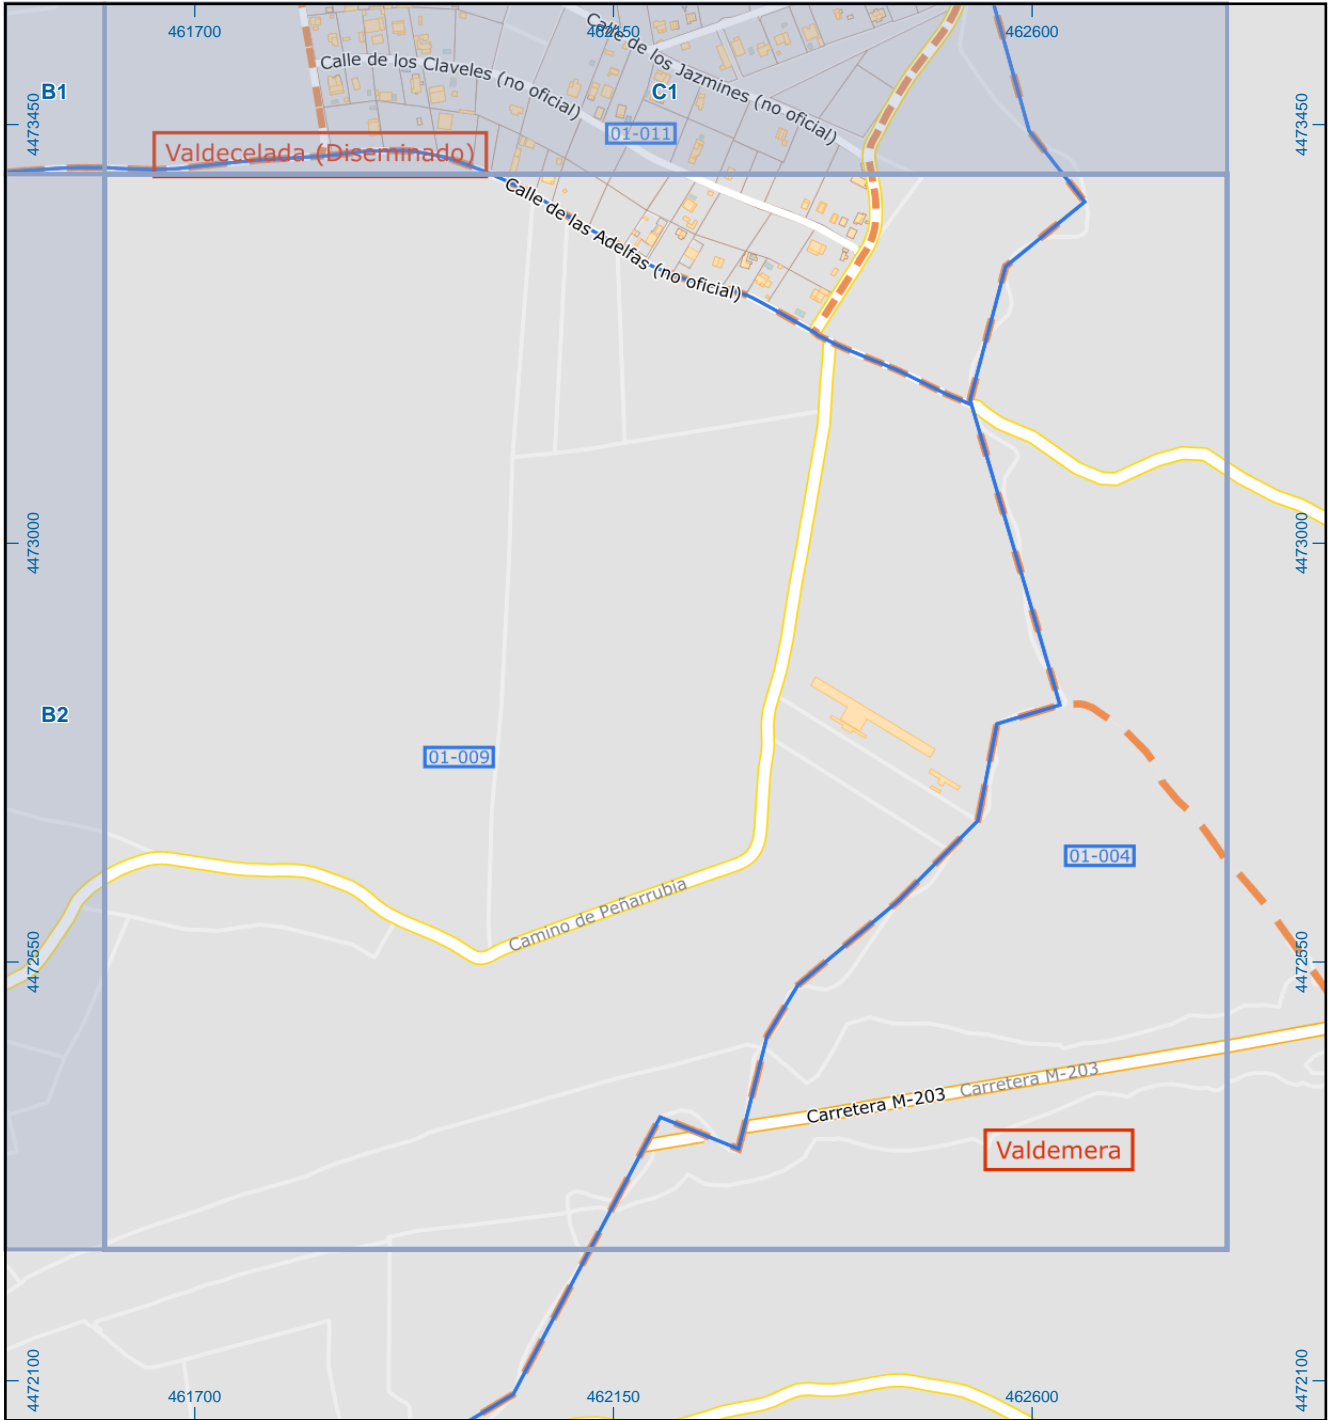 461700
462150
462600
Calle de los Jazmines (no oficial)
Calle de los Claveles (no oficial)
B1
C1
4473450
4473450
01-011
Valdecelada (Diseminado)
Calle de las Adelfas (no oficial)
4473000
4473000
B2
01-009
01-004
Camino de Peñarrubia
4472550
4472550
Carretera M-203
Carretera M-203
Valdemera
4472100
4472100
461700
462150
462600